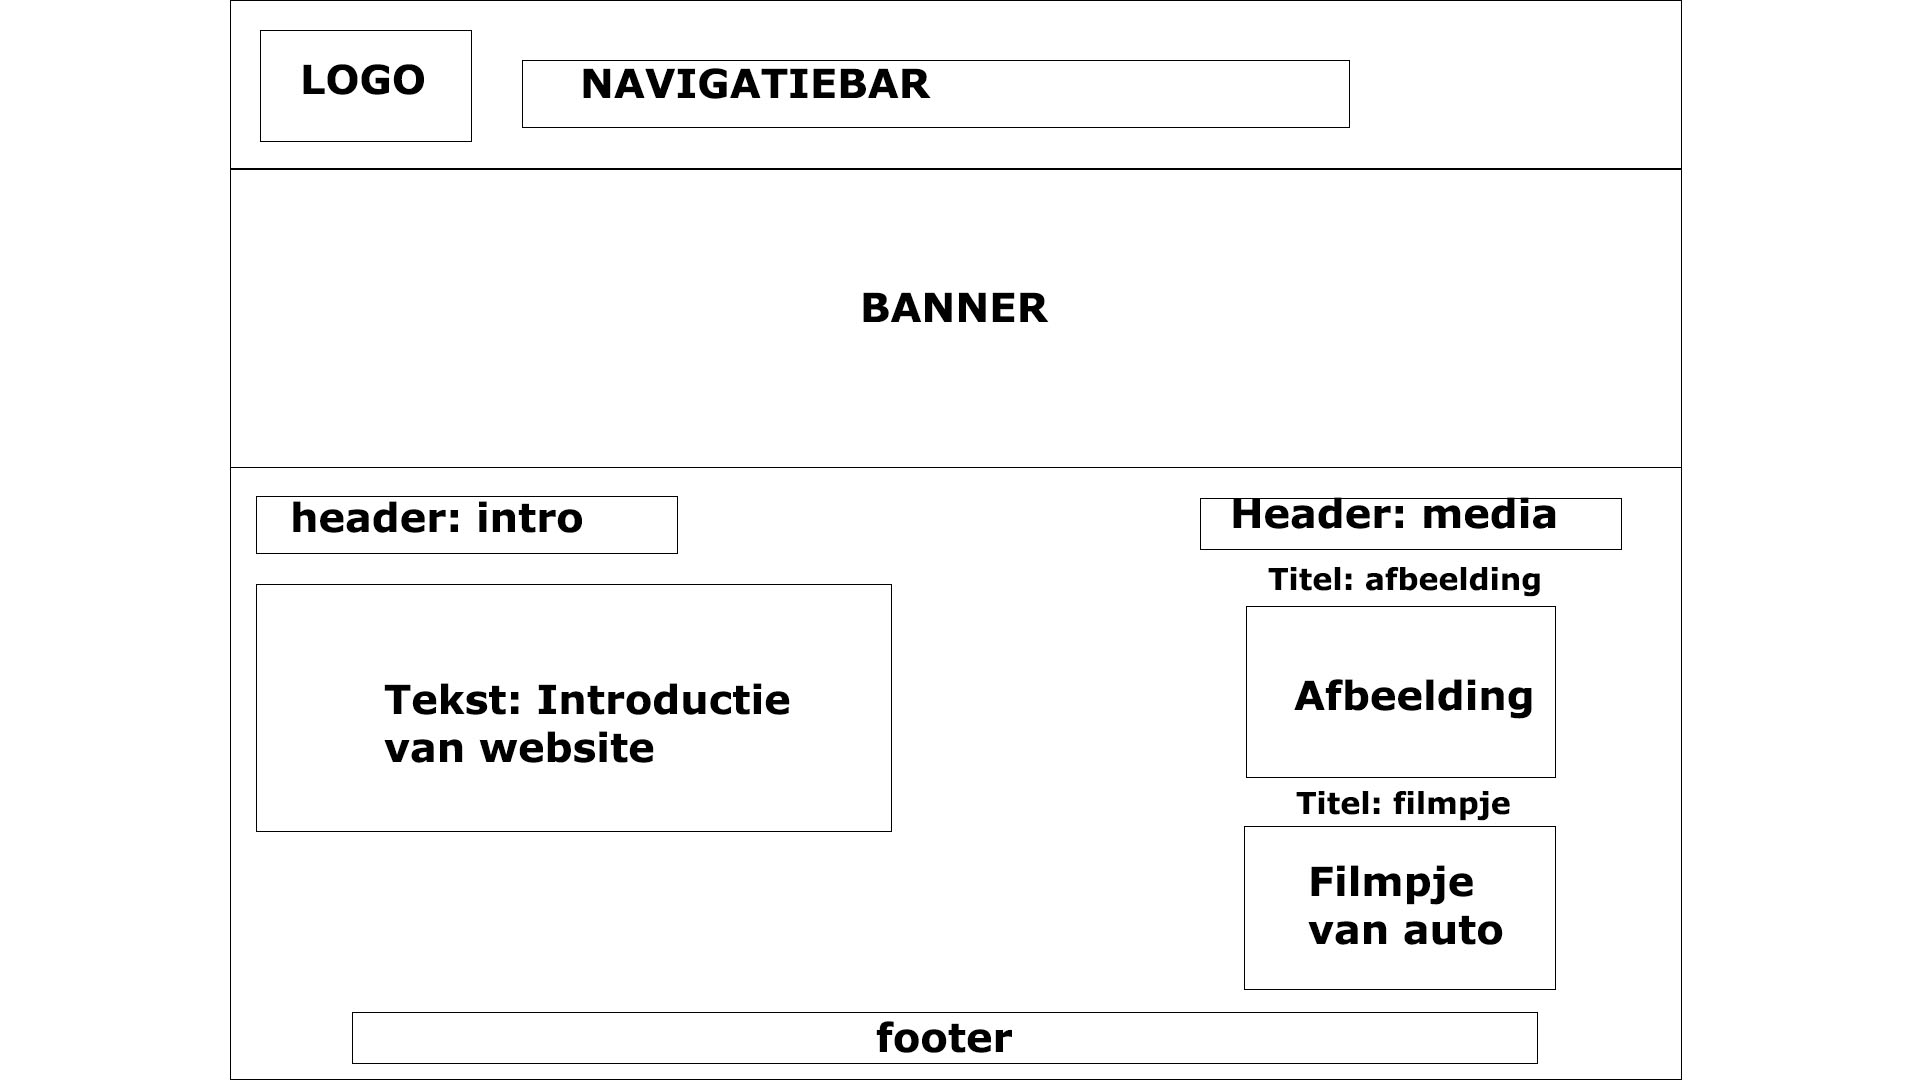 LOGO
NAVIGATIEBAR
BANNER
header: intro
Tekst: Introductie
van website
Header: media
Titel: afbeelding
Afbeelding
Titel: filmpje
Filmpje
van auto
footer